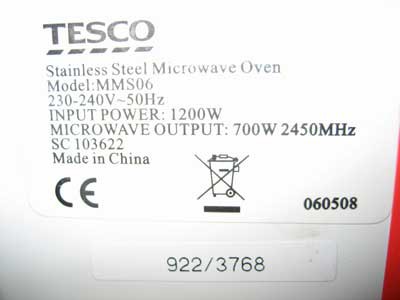 TESCO
Stainless Steel Microwave Oven
Model:MMS06
230-240V~50Hz
INPUT POWER: 1200W
MICROWAVE OUTPUT: 700W 2450MHz
SC 103622
Made in China
CE
060508
922/3768